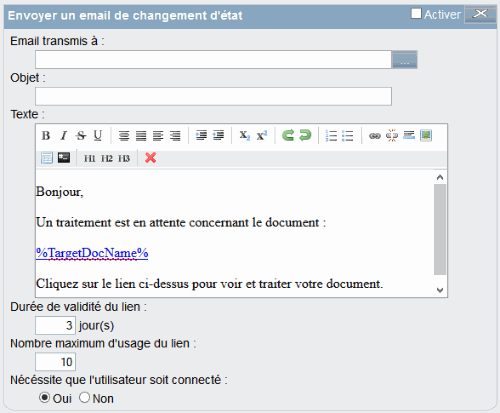 Envoyer un email de changement d'état Activer
Email transmis à :
...
Objet :
Texte :
B I S U X₂ X²
H1 H2 H3
Bonjour,
Un traitement est en attente concernant le document :
%TargetDocName%
Cliquez sur le lien ci-dessus pour voir et traiter votre document.
Durée de validité du lien :
3 jour(s)
Nombre maximum d'usage du lien :
10
Nécéssite que l'utilisateur soit connecté :
Oui Non